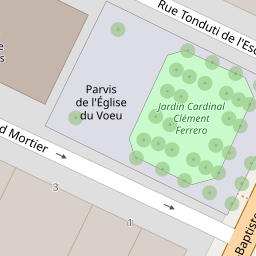 Rue Tonduti de l'Esc
Parvis
de l'Église
du Voeu
Jardin Cardinal
Clément
Ferrero
d Mortier
3
1
Baptiste